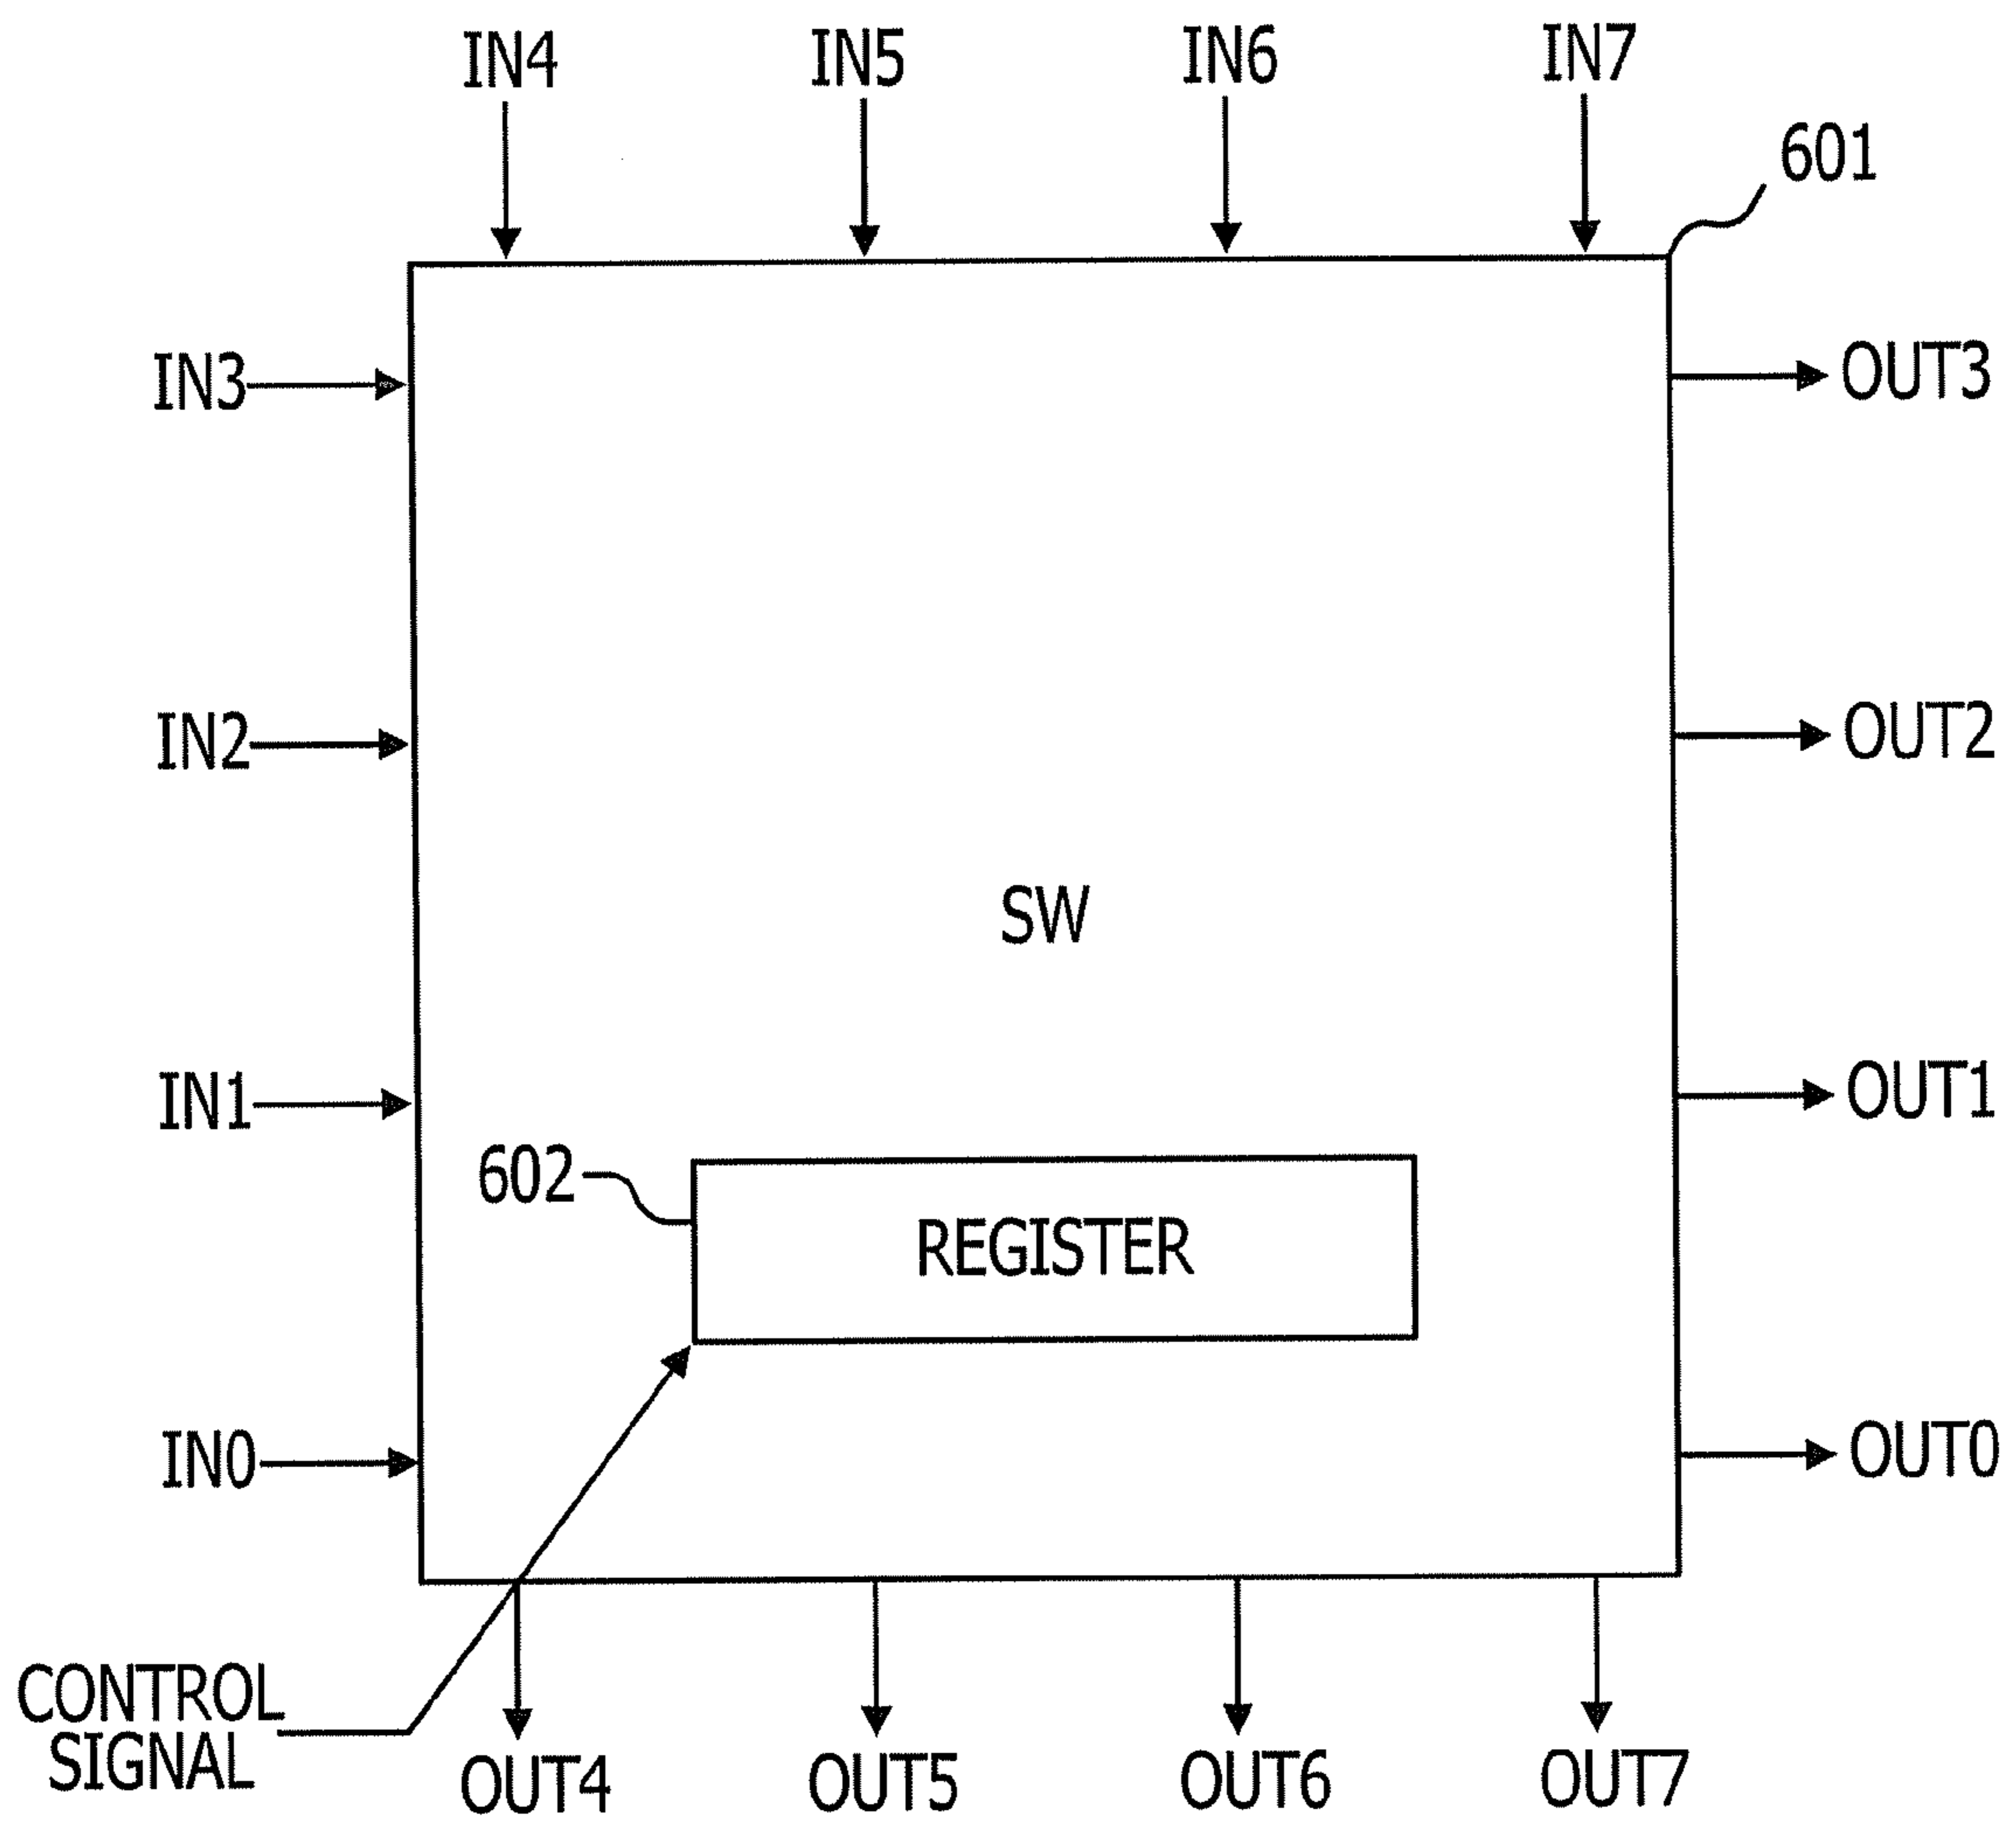 IN4 IN5 IN6 IN7
601
IN3
OUT3
IN2
OUT2
SW
IN1
OUT1
602
REGISTER
IN0
OUT0
CONTROL
SIGNAL
OUT4 OUT5 OUT6 OUT7